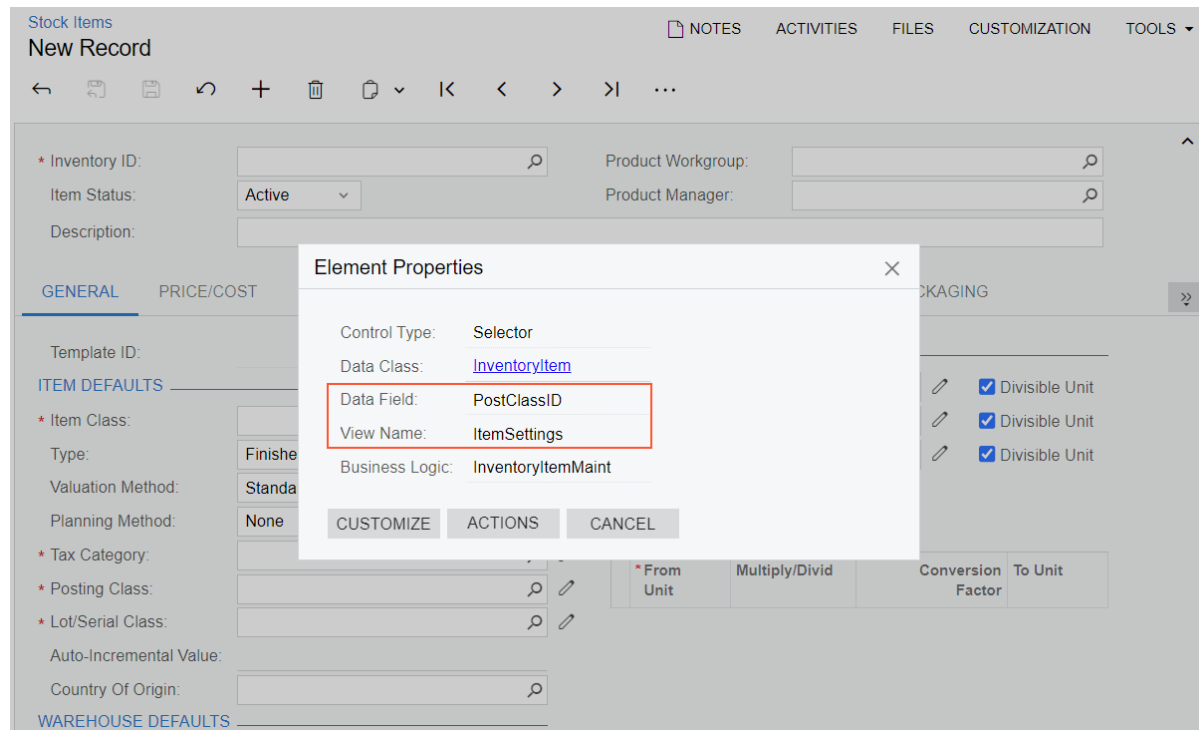 Stock Items
New Record
NOTES ACTIVITIES FILES CUSTOMIZATION TOOLS
* Inventory ID: Product Workgroup:
Item Status: Active Product Manager:
Description:
Element Properties
GENERAL PRICE/COST CKAGING
Control Type: Selector
Template ID:
Data Class: InventoryItem
ITEM DEFAULTS Divisible Unit
Data Field: PostClassID
* Item Class: Divisible Unit
View Name: ItemSettings
Type: Finishe Divisible Unit
Business Logic: InventoryItemMaint
Valuation Method: Standa
Planning Method: None
CUSTOMIZE ACTIONS CANCEL
* Tax Category:
* From Unit Multiply/Divid Conversion Factor To Unit
* Posting Class:
* Lot/Serial Class:
Auto-Incremental Value:
Country Of Origin:
WAREHOUSE DEFAULTS